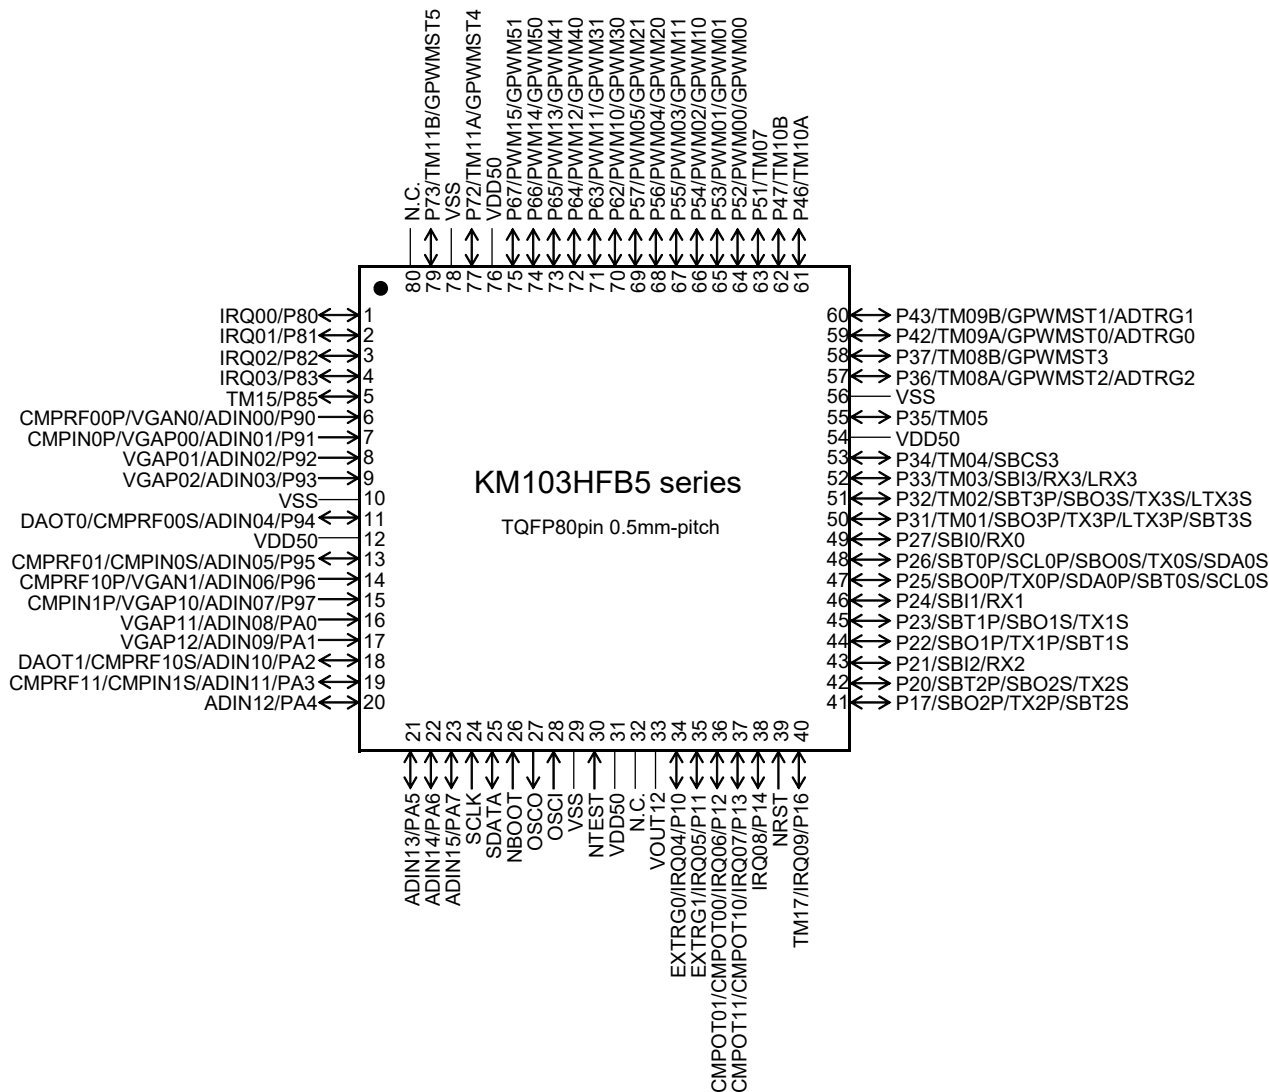 N.C.
P73/TM11B/GPWMST5
VSS
P72/TM11A/GPWMST4
VDD50
P67/PWM15/GPWM51
P66/PWM14/GPWM50
P65/PWM13/GPWM41
P64/PWM12/GPWM40
P63/PWM11/GPWM31
P62/PWM10/GPWM30
P57/PWM05/GPWM21
P56/PWM04/GPWM20
P55/PWM03/GPWM11
P54/PWM02/GPWM10
P53/PWM01/GPWM01
P52/PWM00/GPWM00
P51/TM07
P47/TM10B
P46/TM10A
80
79
78
77
76
75
74
73
72
71
70
69
68
67
66
65
64
63
62
61
IRQ00/P80 1
IRQ01/P81 2
IRQ02/P82 3
IRQ03/P83 4
TM15/P85 5
CMPRF00P/VGAN0/ADIN00/P90 6
CMPIN0P/VGAP00/ADIN01/P91 7
VGAP01/ADIN02/P92 8
VGAP02/ADIN03/P93 9
VSS 10
DAOT0/CMPRF00S/ADIN04/P94 11
VDD50 12
CMPRF01/CMPIN0S/ADIN05/P95 13
CMPRF10P/VGAN1/ADIN06/P96 14
CMPIN1P/VGAP10/ADIN07/P97 15
VGAP11/ADIN08/PA0 16
VGAP12/ADIN09/PA1 17
DAOT1/CMPRF10S/ADIN10/PA2 18
CMPRF11/CMPIN1S/ADIN11/PA3 19
ADIN12/PA4 20
KM103HFB5 series
TQFP80pin 0.5mm-pitch
60 P43/TM09B/GPWMST1/ADTRG1
59 P42/TM09A/GPWMST0/ADTRG0
58 P37/TM08B/GPWMST3
57 P36/TM08A/GPWMST2/ADTRG2
56 VSS
55 P35/TM05
54 VDD50
53 P34/TM04/SBCS3
52 P33/TM03/SBI3/RX3/LRX3
51 P32/TM02/SBT3P/SBO3S/TX3S/LTX3S
50 P31/TM01/SBO3P/TX3P/LTX3P/SBT3S
49 P27/SBI0/RX0
48 P26/SBT0P/SCL0P/SBO0S/TX0S/SDA0S
47 P25/SBO0P/TX0P/SDA0P/SBT0S/SCL0S
46 P24/SBI1/RX1
45 P23/SBT1P/SBO1S/TX1S
44 P22/SBO1P/TX1P/SBT1S
43 P21/SBI2/RX2
42 P20/SBT2P/SBO2S/TX2S
41 P17/SBO2P/TX2P/SBT2S
21
22
23
24
25
26
27
28
29
30
31
32
33
34
35
36
37
38
39
40
ADIN13/PA5
ADIN14/PA6
ADIN15/PA7
SCLK
SDATA
NBOOT
OSCO
OSCI
VSS
NTEST
VDD50
N.C.
VOUT12
EXTRG0/IRQ04/P10
EXTRG1/IRQ05/P11
CMPOT01/CMPOT00/IRQ06/P12
CMPOT11/CMPOT10/IRQ07/P13
IRQ08/P14
NRST
TM17/IRQ09/P16